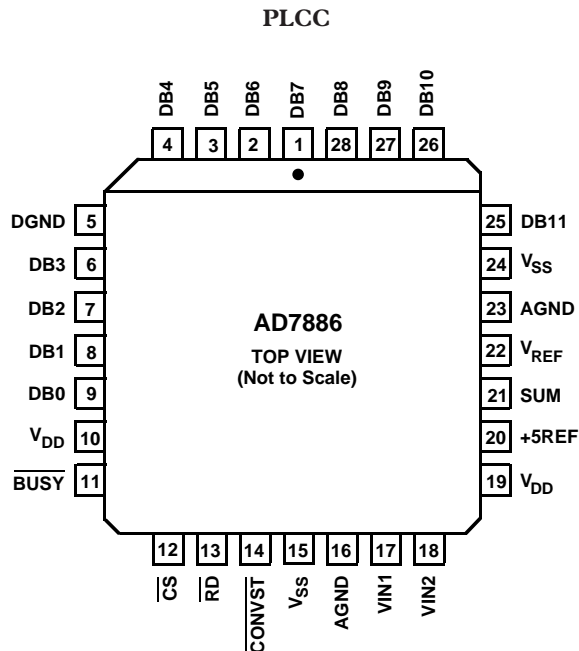 PLCC
DB4 DB5 DB6 DB7 DB8 DB9 DB10
4 3 2 1 28 27 26
DGND 5 25 DB11
DB3 6 24 VSS
DB2 7 23 AGND
AD7886
DB1 8 22 VREF
TOP VIEW
(Not to Scale)
DB0 9 21 SUM
VDD 10 20 +5REF
BUSY 11 19 VDD
12 13 14 15 16 17 18
CS RD CONVST VSS AGND VIN1 VIN2